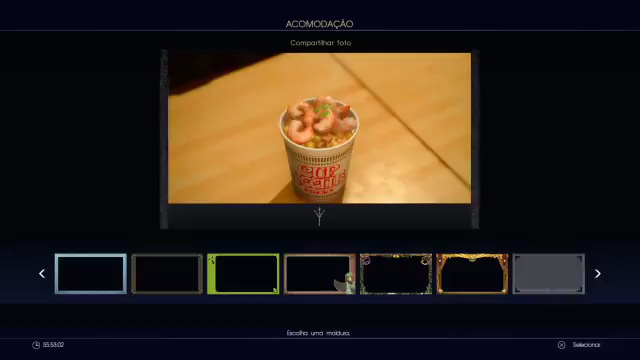 ACOMODAÇÃO
Compartilhar foto
CUP
NOODLE
Escolha uma moldura.
55:53:02
Selecionar